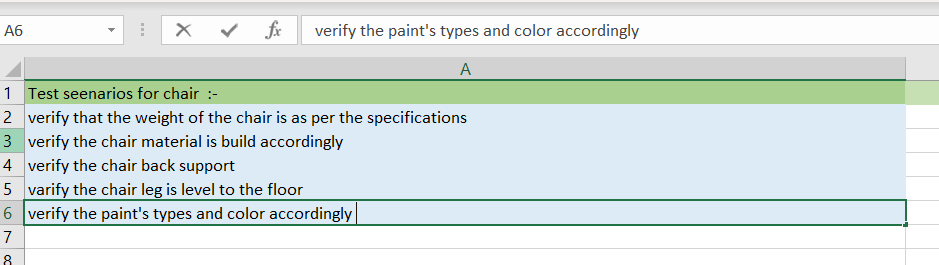 A6 fx verify the paint's types and color accordingly
A
1 Test seenarios for chair :-
2 verify that the weight of the chair is as per the specifications
3 verify the chair material is build accordingly
4 verify the chair back support
5 varify the chair leg is level to the floor
6 verify the paint's types and color accordingly
7
8